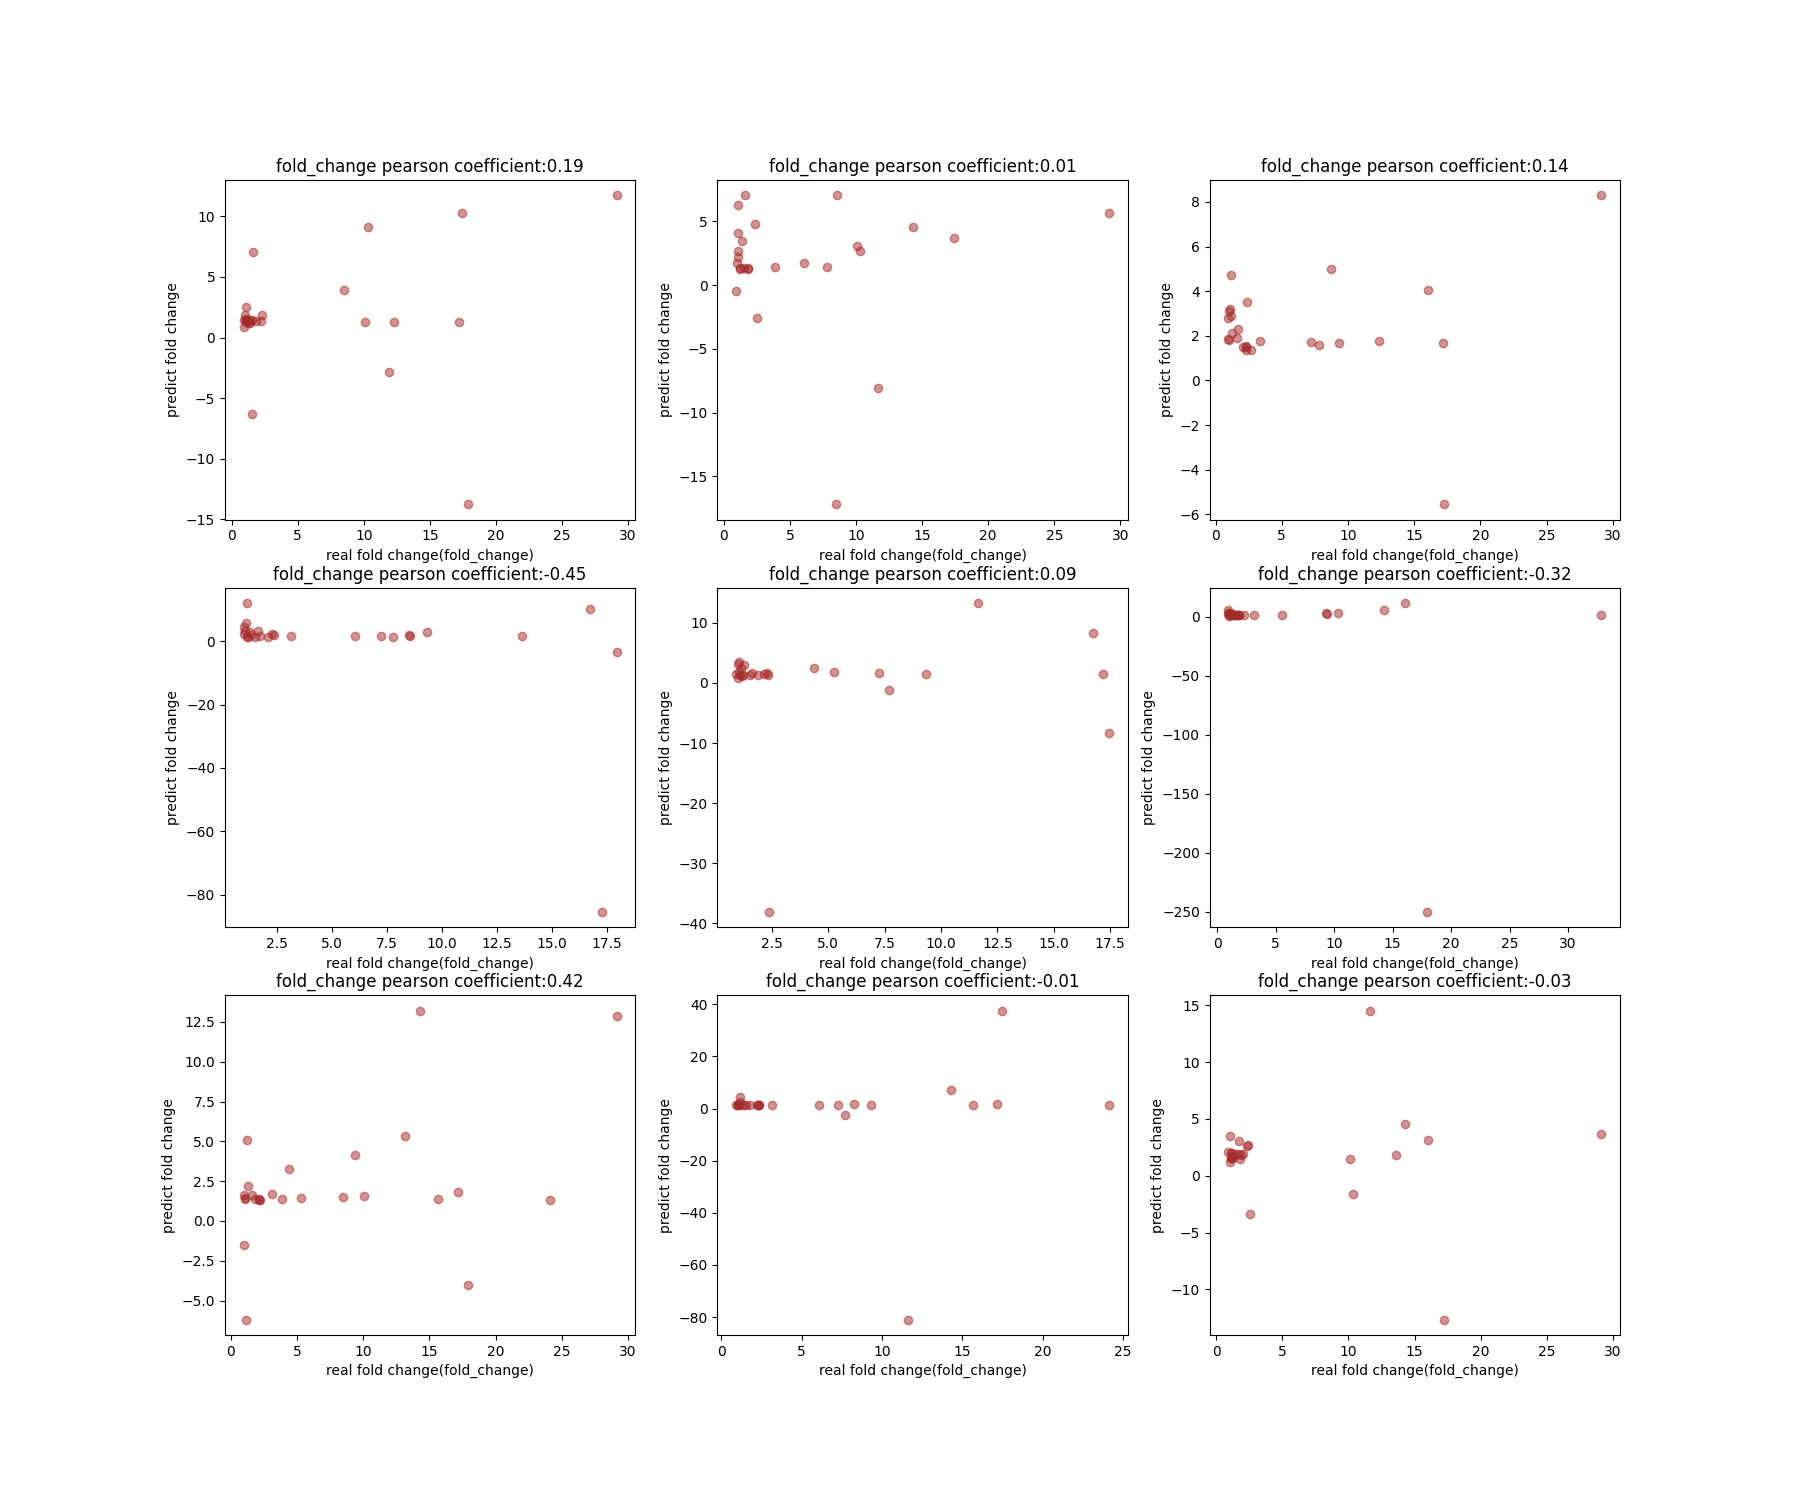 fold_change pearson coefficient:0.19
10
5
0
−5
−10
−15
predict fold change
0 5 10 15 20 25 30
real fold change(fold_change)
fold_change pearson coefficient:0.01
5
0
−5
−10
−15
predict fold change
0 5 10 15 20 25 30
real fold change(fold_change)
fold_change pearson coefficient:0.14
8
6
4
2
0
−2
−4
−6
predict fold change
0 5 10 15 20 25 30
real fold change(fold_change)
fold_change pearson coefficient:-0.45
0
−20
−40
−60
−80
predict fold change
2.5 5.0 7.5 10.0 12.5 15.0 17.5
real fold change(fold_change)
fold_change pearson coefficient:0.09
10
0
−10
−20
−30
−40
predict fold change
2.5 5.0 7.5 10.0 12.5 15.0 17.5
real fold change(fold_change)
fold_change pearson coefficient:-0.32
0
−50
−100
−150
−200
−250
predict fold change
0 5 10 15 20 25 30
real fold change(fold_change)
fold_change pearson coefficient:0.42
12.5
10.0
7.5
5.0
2.5
0.0
−2.5
−5.0
predict fold change
0 5 10 15 20 25 30
real fold change(fold_change)
fold_change pearson coefficient:-0.01
40
20
0
−20
−40
−60
−80
predict fold change
0 5 10 15 20 25
real fold change(fold_change)
fold_change pearson coefficient:-0.03
15
10
5
0
−5
−10
predict fold change
0 5 10 15 20 25 30
real fold change(fold_change)